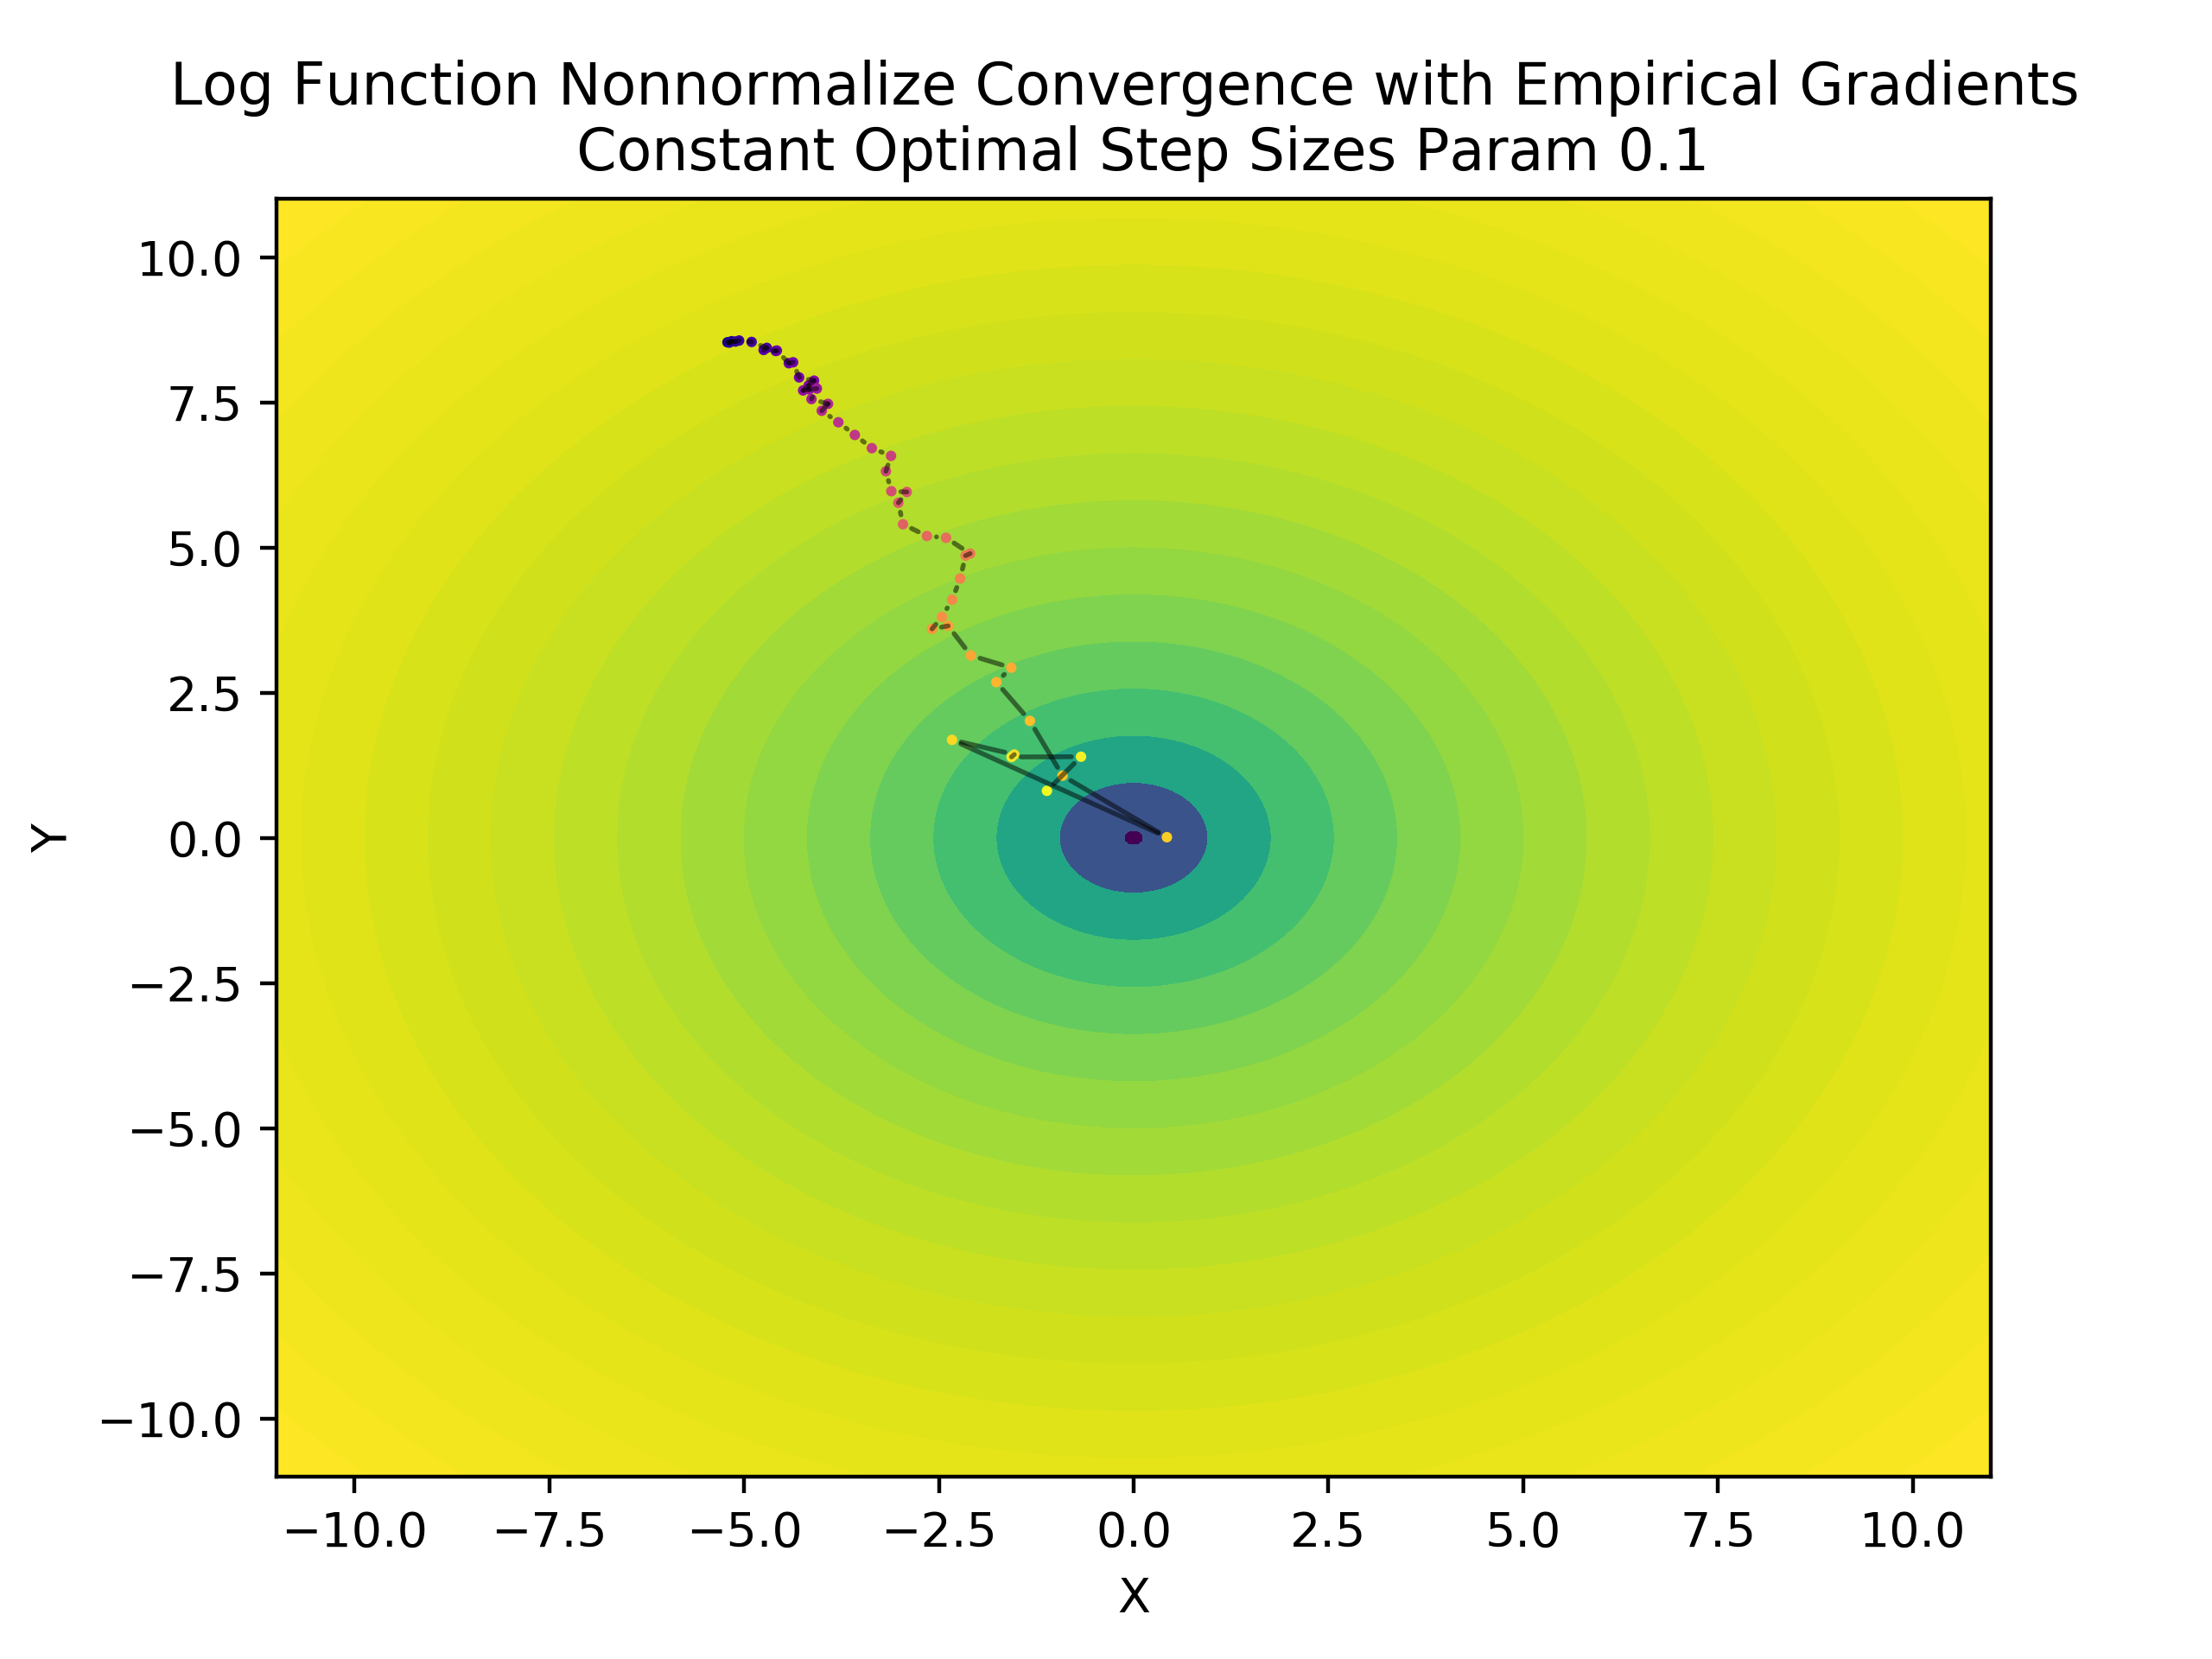 Log Function Nonnormalize Convergence with Empirical Gradients
Constant Optimal Step Sizes Param 0.1
10.0
7.5
5.0
2.5
0.0
−2.5
−5.0
−7.5
−10.0
Y
−10.0 −7.5 −5.0 −2.5 0.0 2.5 5.0 7.5 10.0
X